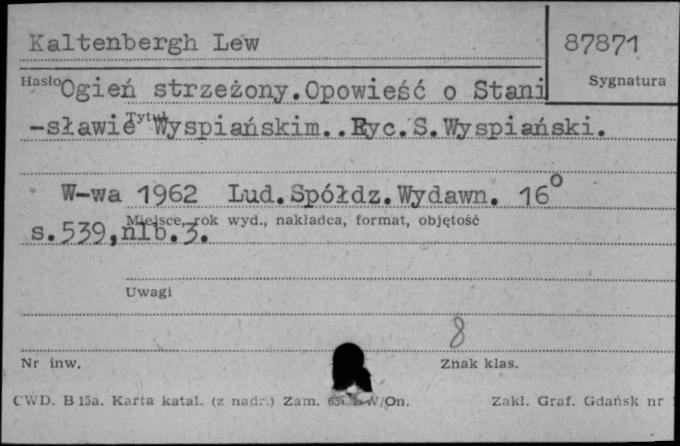 Kaltenbergh Lew 87871
Hasło Sygnatura
Ogień strzeżony.Opowieść o Stani
-sławie Wyspiańskim..Ryc.S.Wyspiański.
Tytuł
W-wa 1962 Lud.Spółdz.Wydawn. 16°
Miejsce, rok wyd., nakładca, format, objętość
s.539,nlb.3.
Uwagi
8
Nr inw. Znak klas.
CWD. B 15a. Karta katal. (z nadr.) Zam. W/On. Zakł. Graf. Gdańsk nr